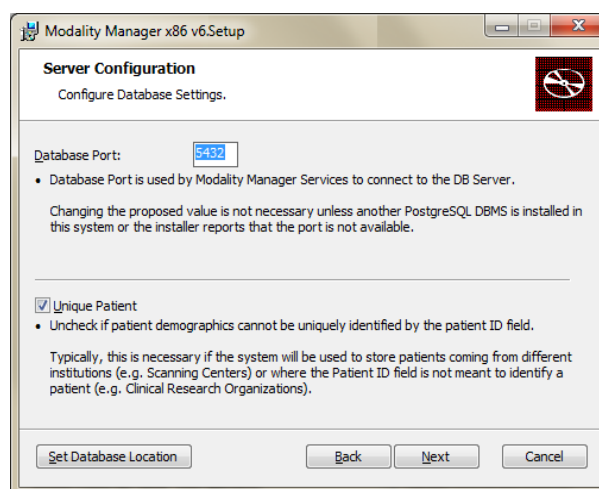 Modality Manager x86 v6.Setup
Server Configuration
Configure Database Settings.
Database Port: 5432
• Database Port is used by Modality Manager Services to connect to the DB Server.
Changing the proposed value is not necessary unless another PostgreSQL DBMS is installed in
this system or the installer reports that the port is not available.
Unique Patient
• Uncheck if patient demographics cannot be uniquely identified by the patient ID field.
Typically, this is necessary if the system will be used to store patients coming from different
institutions (e.g. Scanning Centers) or where the Patient ID field is not meant to identify a
patient (e.g. Clinical Research Organizations).
Set Database Location Back Next Cancel